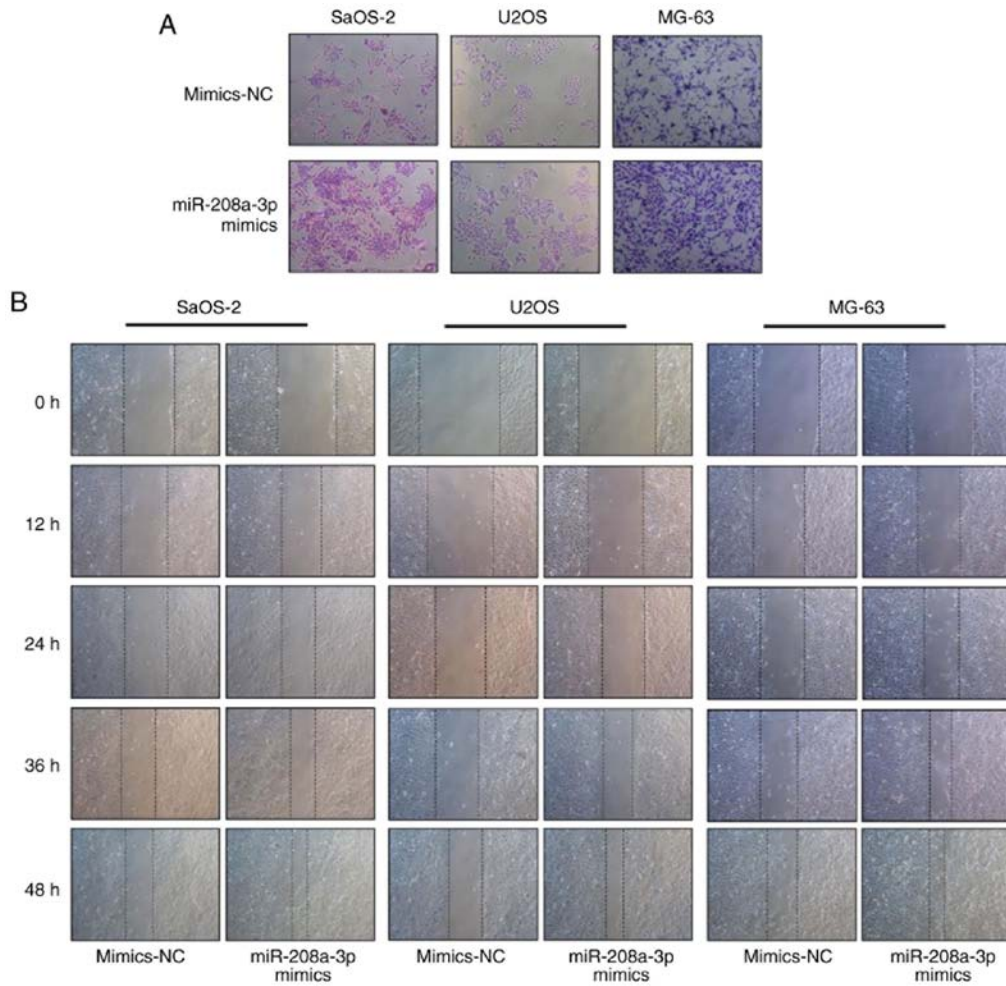 A
SaOS-2 U2OS MG-63
Mimics-NC
miR-208a-3p
mimics
B
SaOS-2 U2OS MG-63
0 h
12 h
24 h
36 h
48 h
Mimics-NC miR-208a-3p Mimics-NC miR-208a-3p Mimics-NC miR-208a-3p
mimics mimics mimics